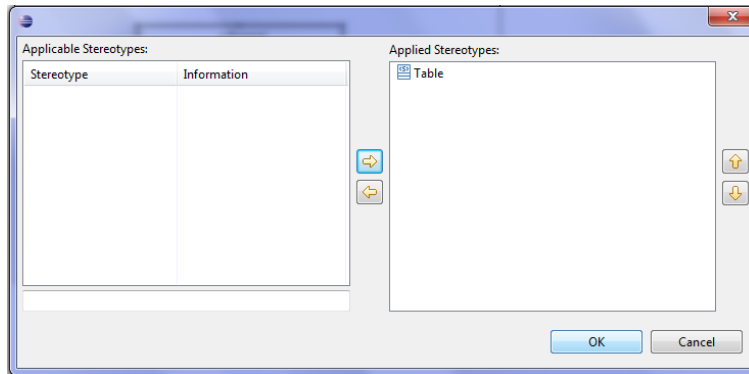 Applicable Stereotypes:
Stereotype Information
Applied Stereotypes:
Table
OK Cancel